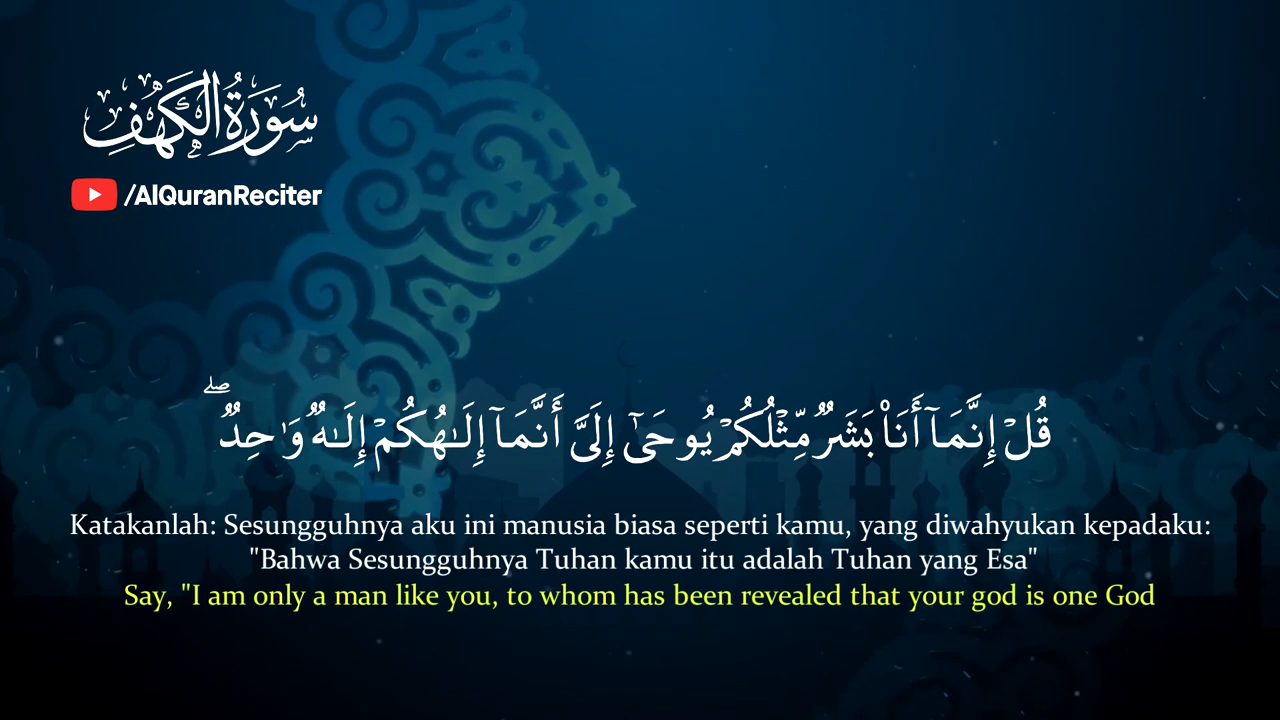 سُورَةُ الْكَهْفِ
/AlQuranReciter
قُلْ إِنَّمَآ أَنَا۠ بَشَرٌ مِّثْلُكُمْ يُوحَىٰٓ إِلَىَّ أَنَّمَآ إِلَـٰهُكُمْ إِلَـٰهٌ وَٰحِدٌ ۖ
Katakanlah: Sesungguhnya aku ini manusia biasa seperti kamu, yang diwahyukan kepadaku:
"Bahwa Sesungguhnya Tuhan kamu itu adalah Tuhan yang Esa"
Say, "I am only a man like you, to whom has been revealed that your god is one God